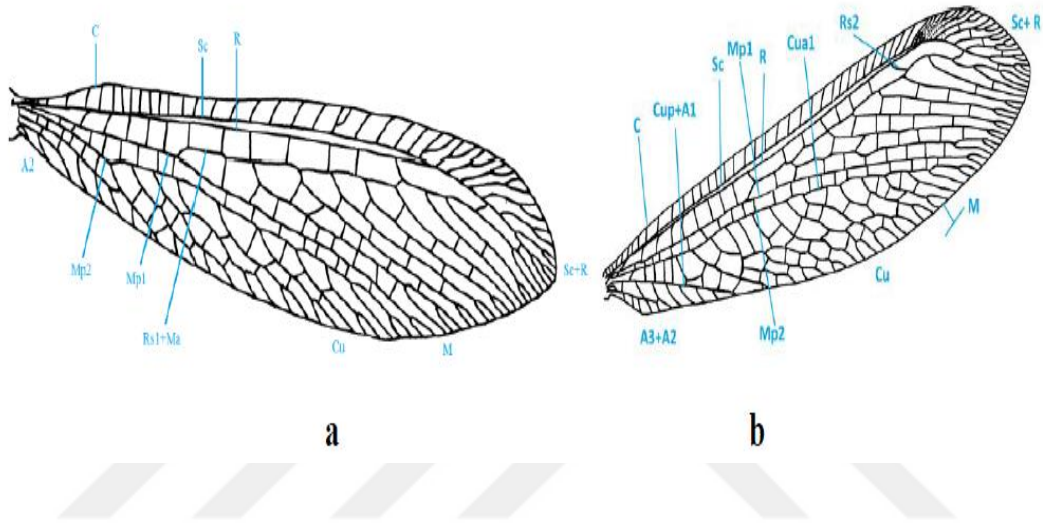 C
Sc
R
A2
Mp2
Mp1
Rs1+Ma
Cu
M
Sc+R
a
Rs2
Sc+ R
Mp1
R
Cua1
Sc
Cup+A1
C
M
Cu
A3+A2
Mp2
b